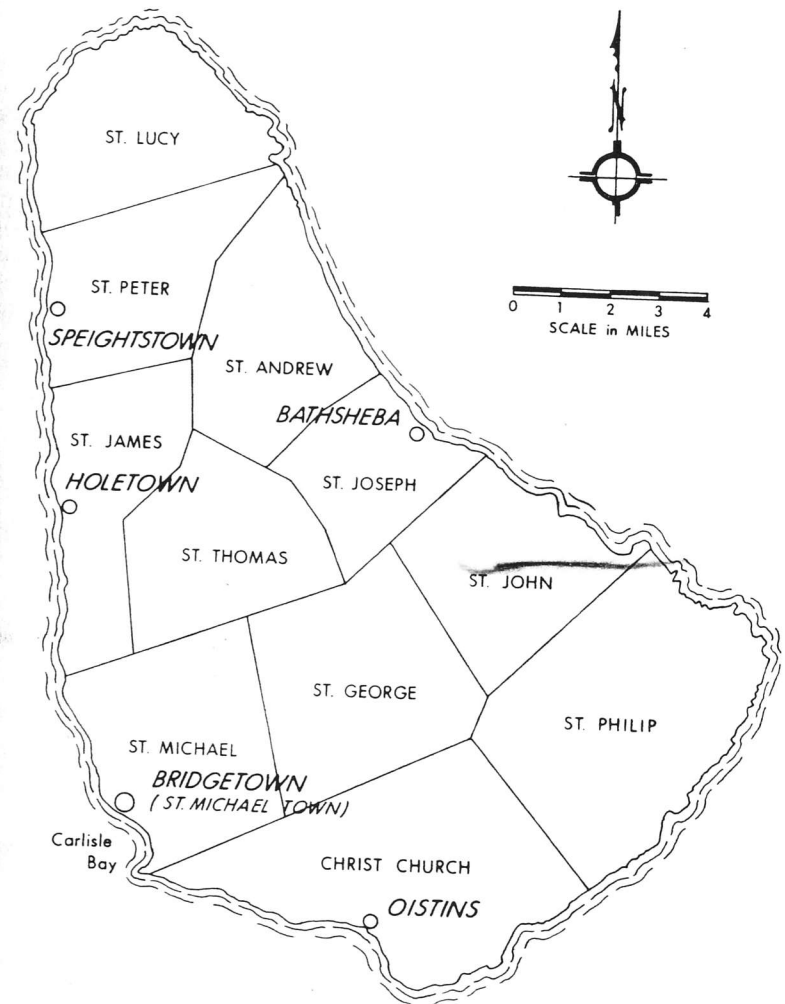 ST. LUCY
N
ST. PETER
SPEIGHTSTOWN
0 1 2 3 4
SCALE in MILES
ST. ANDREW
BATHSHEBA
ST. JAMES
HOLETOWN
ST. JOSEPH
ST. THOMAS
ST. JOHN
ST. GEORGE
ST. PHILIP
ST. MICHAEL
BRIDGETOWN
(ST. MICHAEL TOWN)
Carlisle
Bay
CHRIST CHURCH
OISTINS